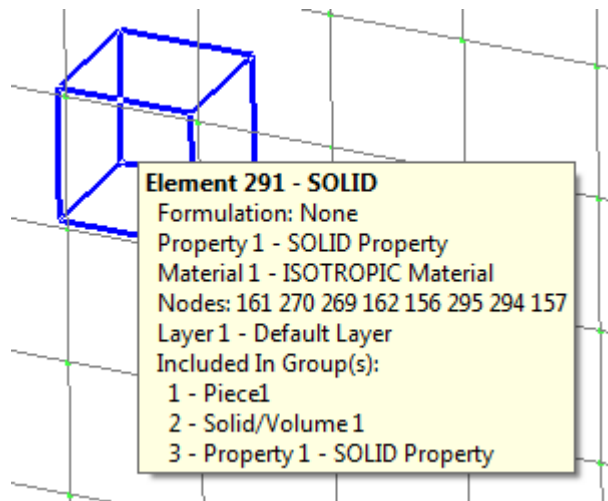 Element 291 - SOLID
Formulation: None
Property 1 - SOLID Property
Material 1 - ISOTROPIC Material
Nodes: 161 270 269 162 156 295 294 157
Layer 1 - Default Layer
Included In Group(s):
1 - Piece1
2 - Solid/Volume 1
3 - Property 1 - SOLID Property